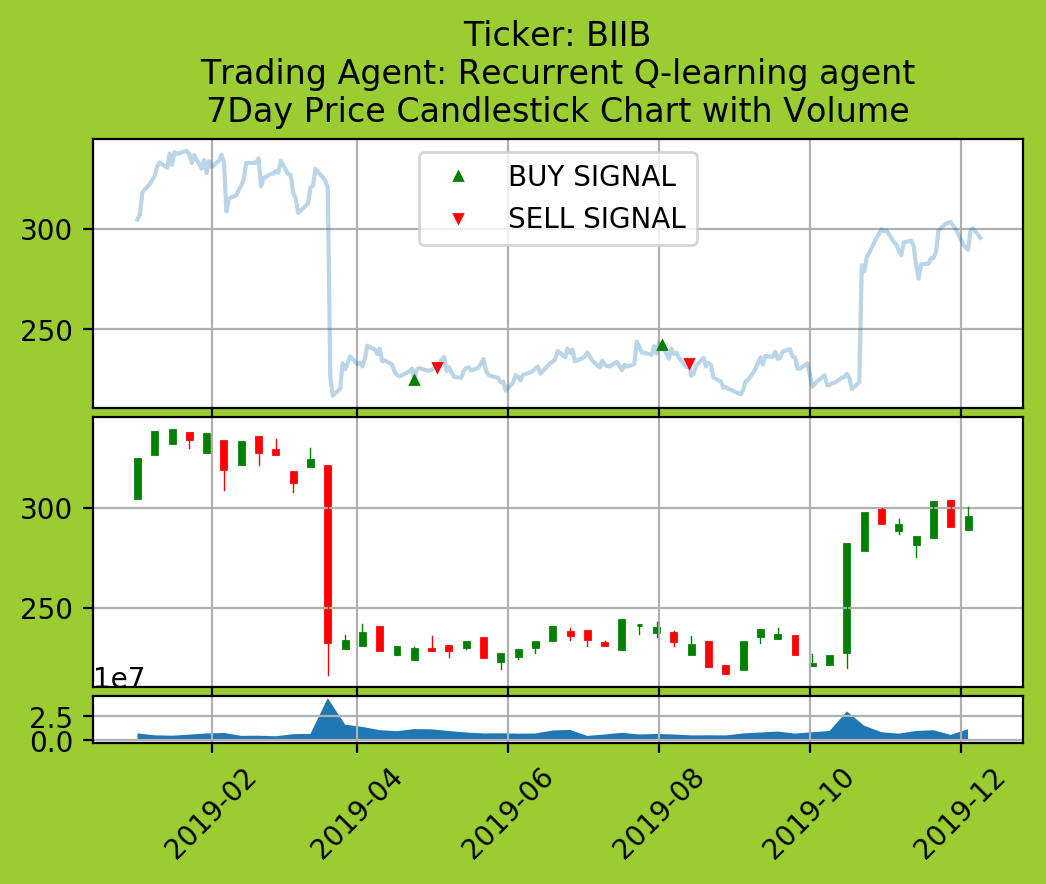 Ticker: BIIB
Trading Agent: Recurrent Q-learning agent
7Day Price Candlestick Chart with Volume
BUY SIGNAL
SELL SIGNAL
300
250
300
250
1e7
2.5
0.0
2019-02
2019-04
2019-06
2019-08
2019-10
2019-12